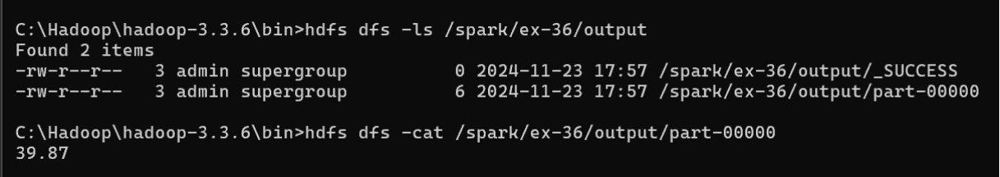 C:\Hadoop\hadoop-3.3.6\bin>hdfs dfs -ls /spark/ex-36/output
Found 2 items
-rw-r--r--   3 admin supergroup          0 2024-11-23 17:57 /spark/ex-36/output/_SUCCESS
-rw-r--r--   3 admin supergroup          6 2024-11-23 17:57 /spark/ex-36/output/part-00000
C:\Hadoop\hadoop-3.3.6\bin>hdfs dfs -cat /spark/ex-36/output/part-00000
39.87